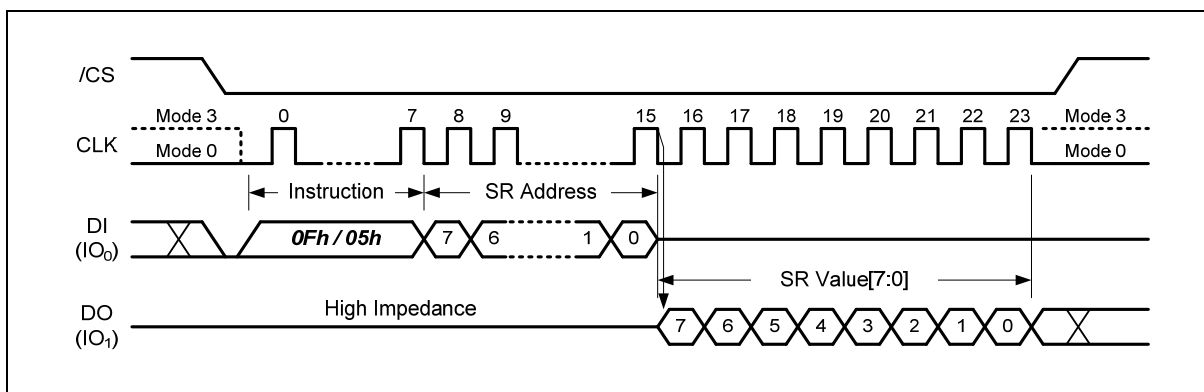 /CS
Mode 3 0 7 8 9 15 16 17 18 19 20 21 22 23 Mode 3
CLK
Mode 0 Mode 0
Instruction SR Address
DI
(IO₀)
0Fh / 05h 7 6 1 0
SR Value[7:0]
High Impedance
DO
(IO₁)
7 6 5 4 3 2 1 0